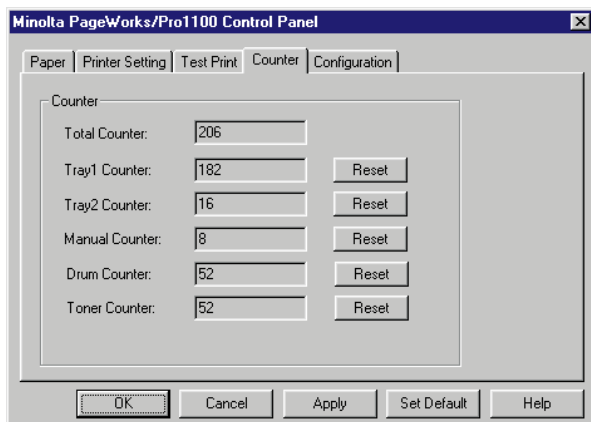 Minolta PageWorks/Pro1100 Control Panel
Paper Printer Setting Test Print Counter Configuration
Counter
Total Counter: 206
Tray1 Counter: 182 Reset
Tray2 Counter: 16 Reset
Manual Counter: 8 Reset
Drum Counter: 52 Reset
Toner Counter: 52 Reset
OK Cancel Apply Set Default Help